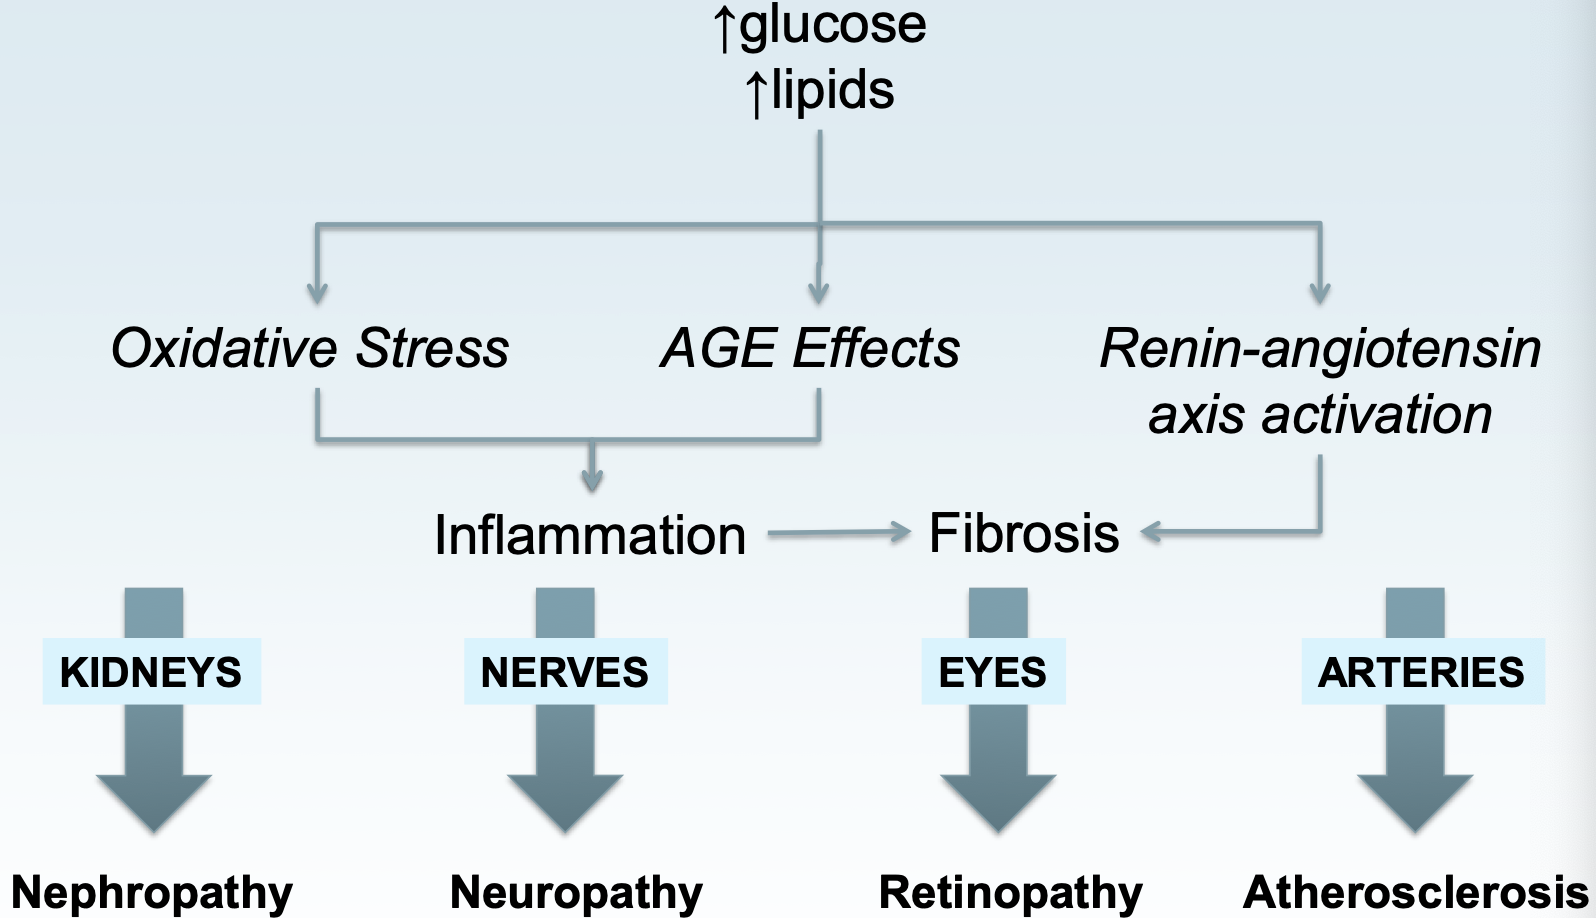 ↑glucose
↑lipids
Oxidative Stress
AGE Effects
Renin-angiotensin
axis activation
Inflammation
Fibrosis
KIDNEYS
NERVES
EYES
ARTERIES
Nephropathy
Neuropathy
Retinopathy
Atherosclerosis